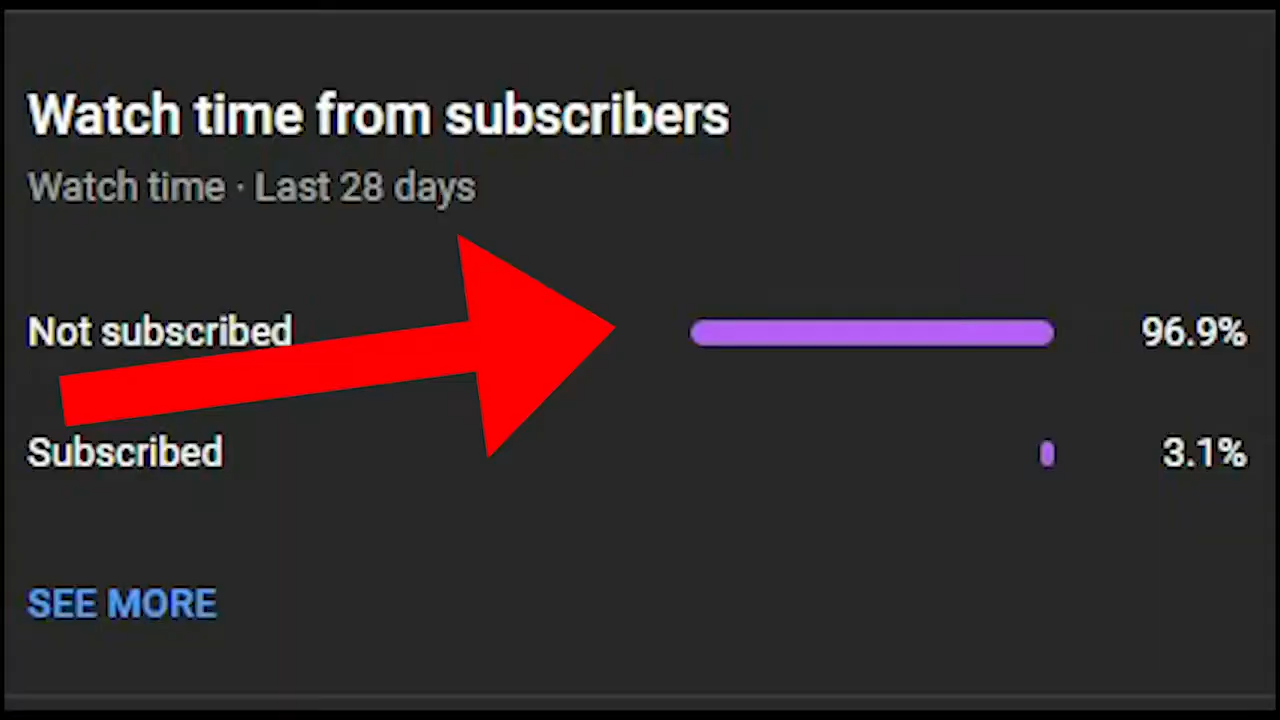 Watch time from subscribers
Watch time · Last 28 days
Not subscribed 96.9%
Subscribed 3.1%
SEE MORE